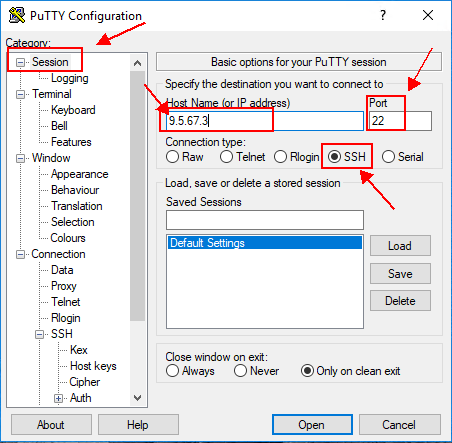 PuTTY Configuration
Category:
Session
Logging
Terminal
Keyboard
Bell
Features
Window
Appearance
Behaviour
Translation
Selection
Colours
Connection
Data
Proxy
Telnet
Rlogin
SSH
Kex
Host keys
Cipher
Auth
Basic options for your PuTTY session
Specify the destination you want to connect to
Host Name (or IP address) Port
9.5.67.3 22
Connection type:
Raw Telnet Rlogin SSH Serial
Load, save or delete a stored session
Saved Sessions
Default Settings
Load
Save
Delete
Close window on exit:
Always Never Only on clean exit
About Help Open Cancel